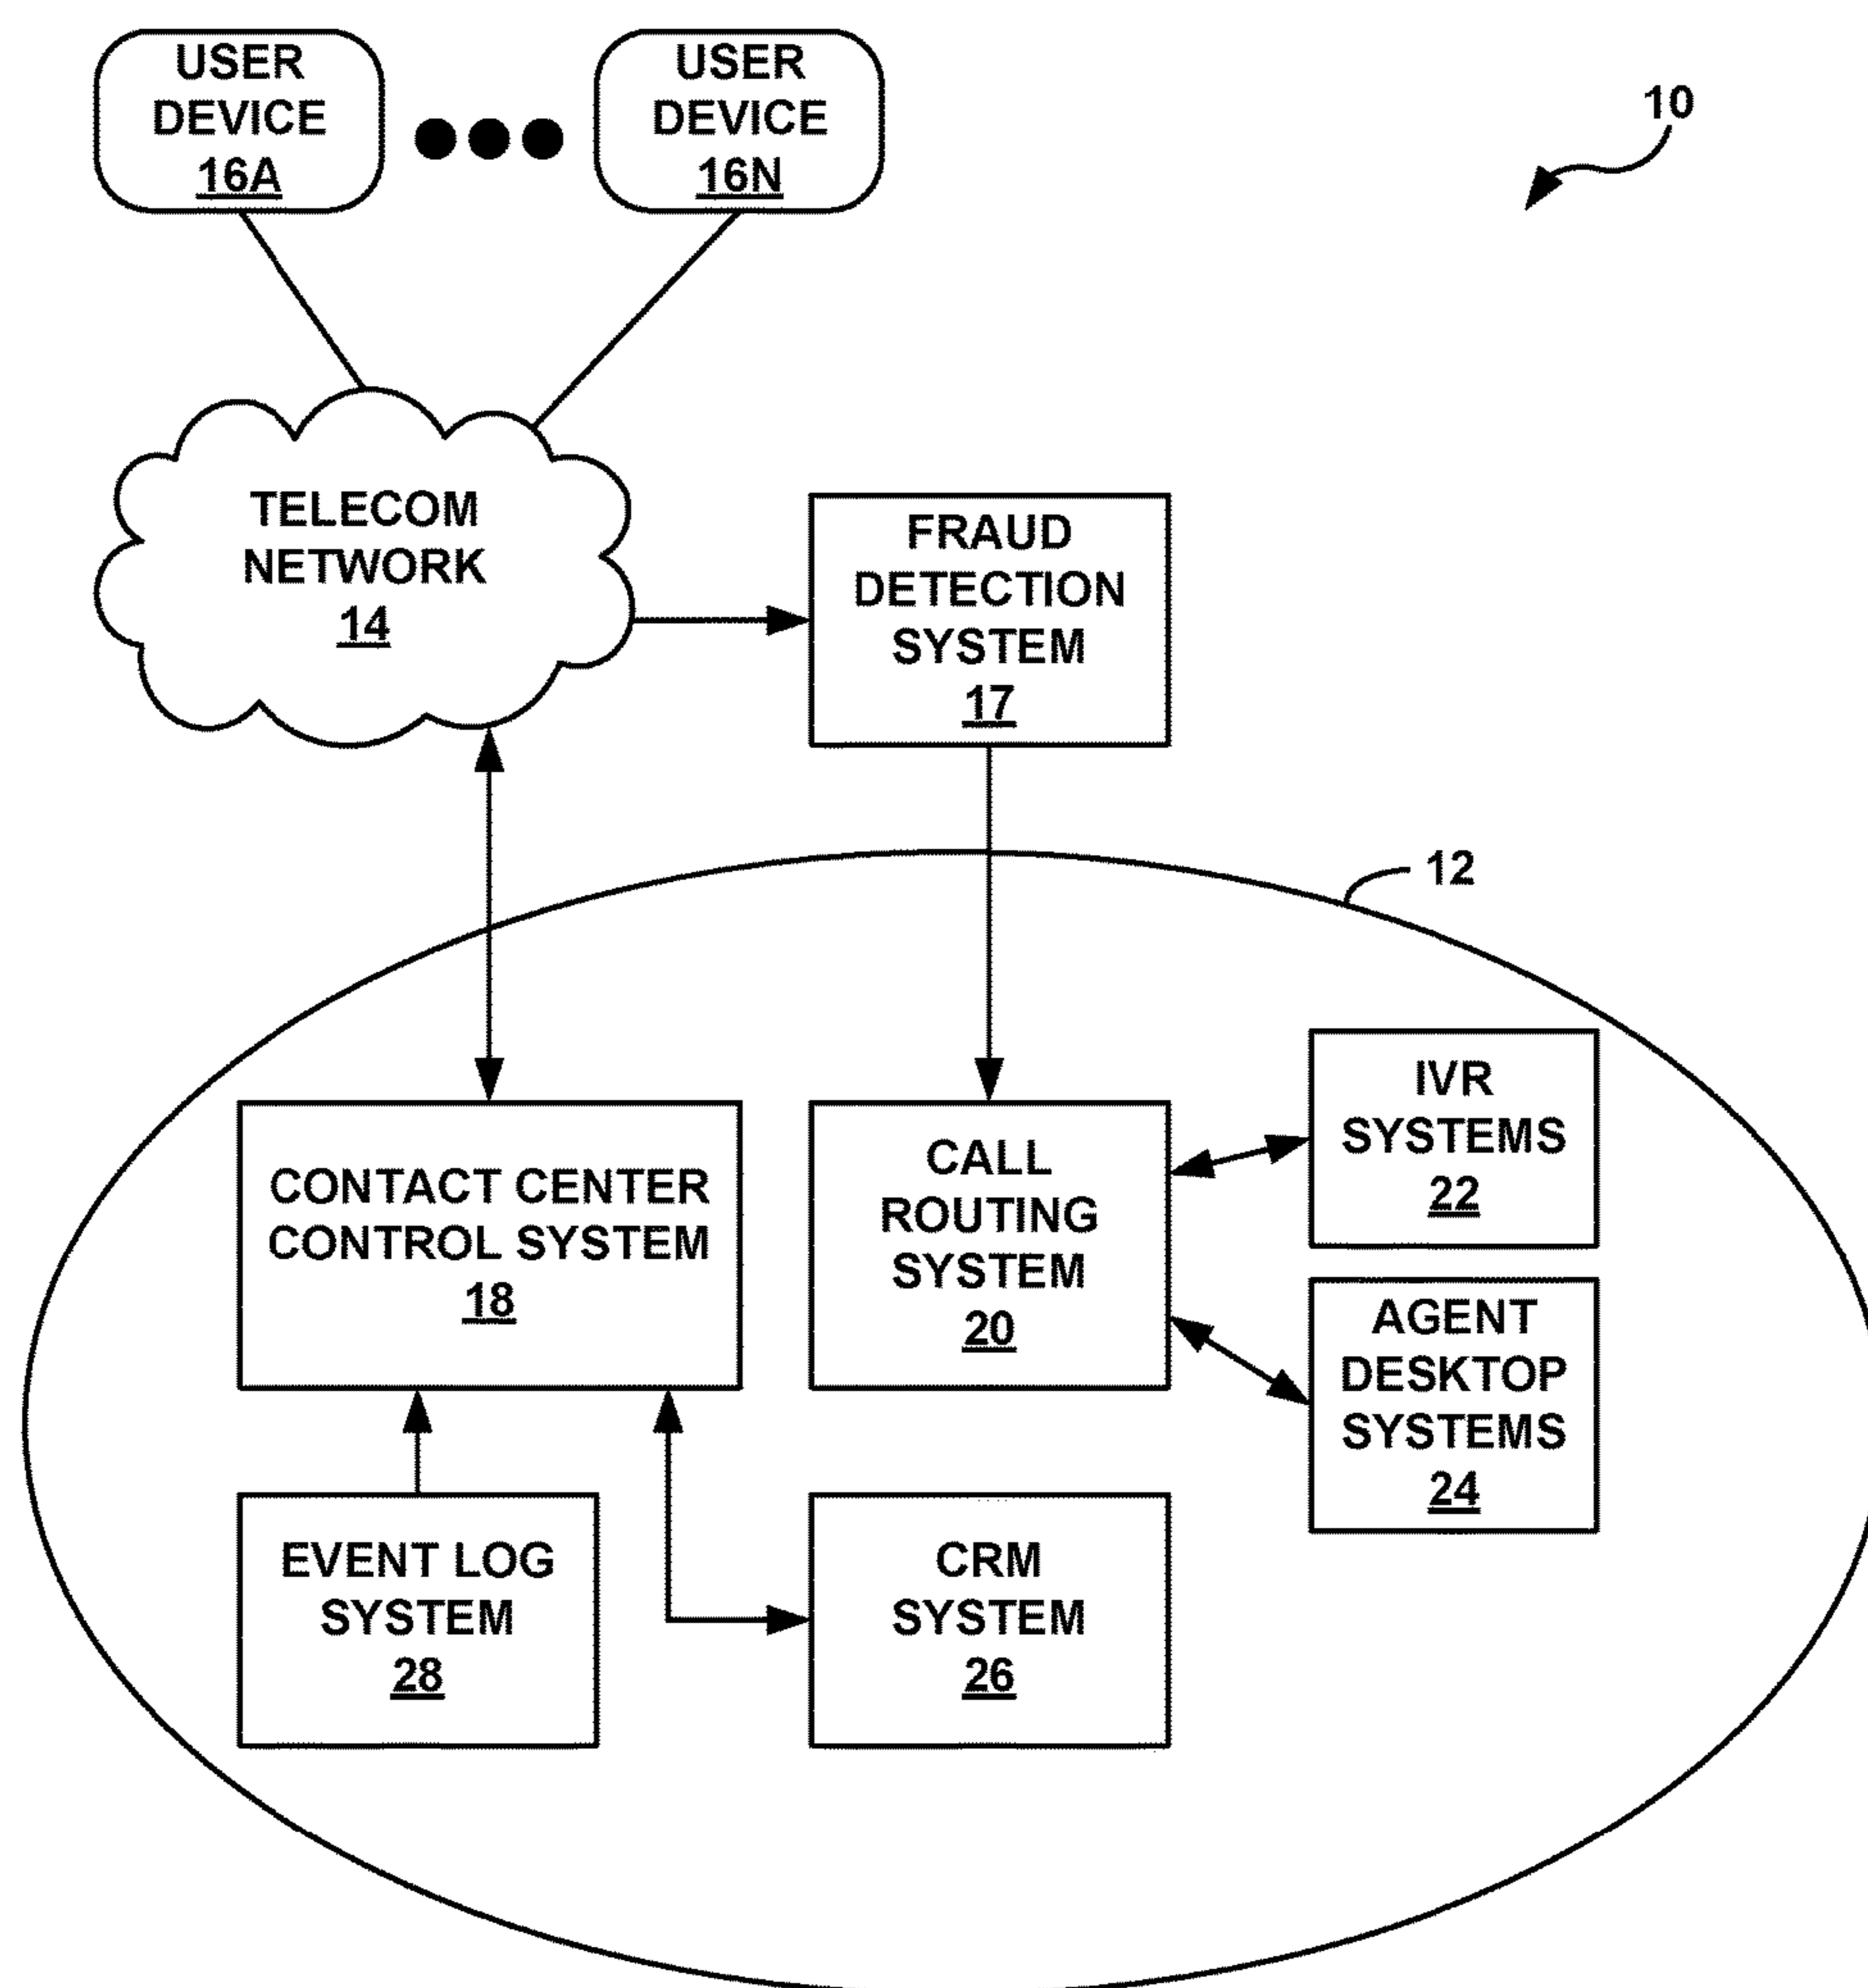 USER
DEVICE
16A
USER
DEVICE
16N
10
TELECOM
NETWORK
14
FRAUD
DETECTION
SYSTEM
17
12
CONTACT CENTER
CONTROL SYSTEM
18
CALL
ROUTING
SYSTEM
20
IVR
SYSTEMS
22
AGENT
DESKTOP
SYSTEMS
24
EVENT LOG
SYSTEM
28
CRM
SYSTEM
26